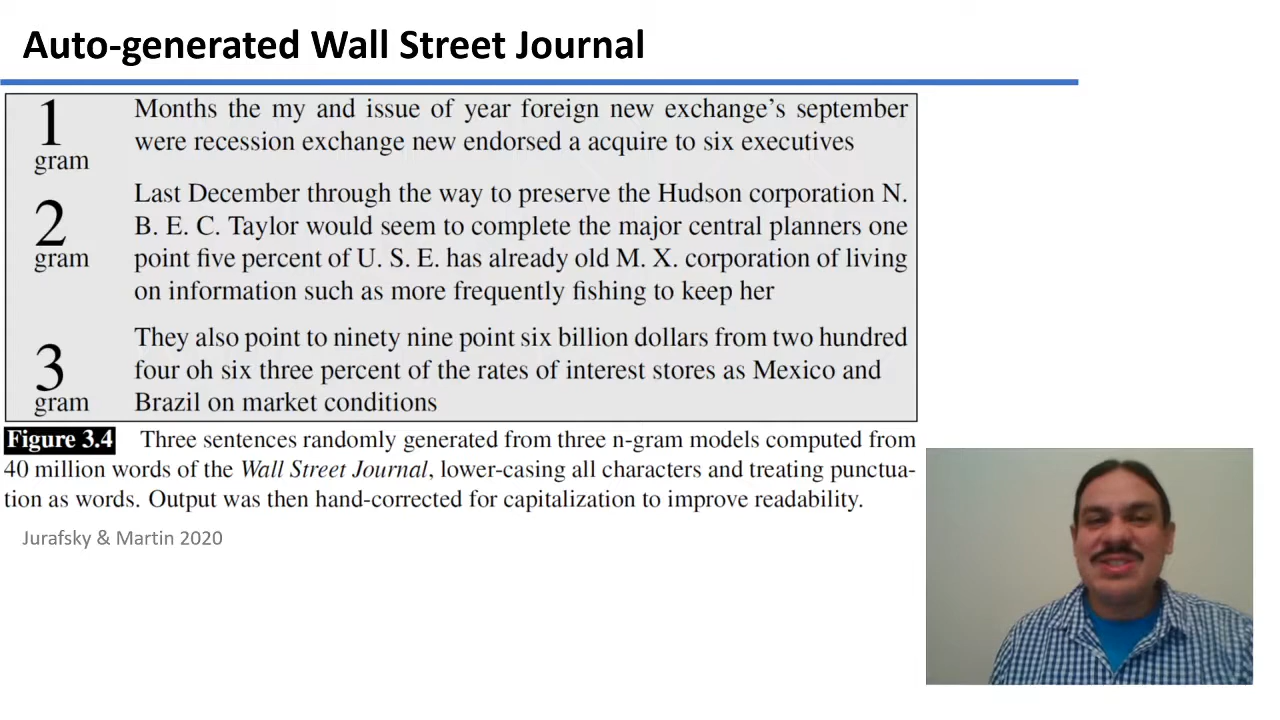 Auto-generated Wall Street Journal
1
gram
Months the my and issue of year foreign new exchange’s september
were recession exchange new endorsed a acquire to six executives
2
gram
Last December through the way to preserve the Hudson corporation N.
B. E. C. Taylor would seem to complete the major central planners one
point five percent of U. S. E. has already old M. X. corporation of living
on information such as more frequently fishing to keep her
3
gram
They also point to ninety nine point six billion dollars from two hundred
four oh six three percent of the rates of interest stores as Mexico and
Brazil on market conditions
Figure 3.4 Three sentences randomly generated from three n-gram models computed from
40 million words of the Wall Street Journal, lower-casing all characters and treating punctua-
tion as words. Output was then hand-corrected for capitalization to improve readability.
Jurafsky & Martin 2020